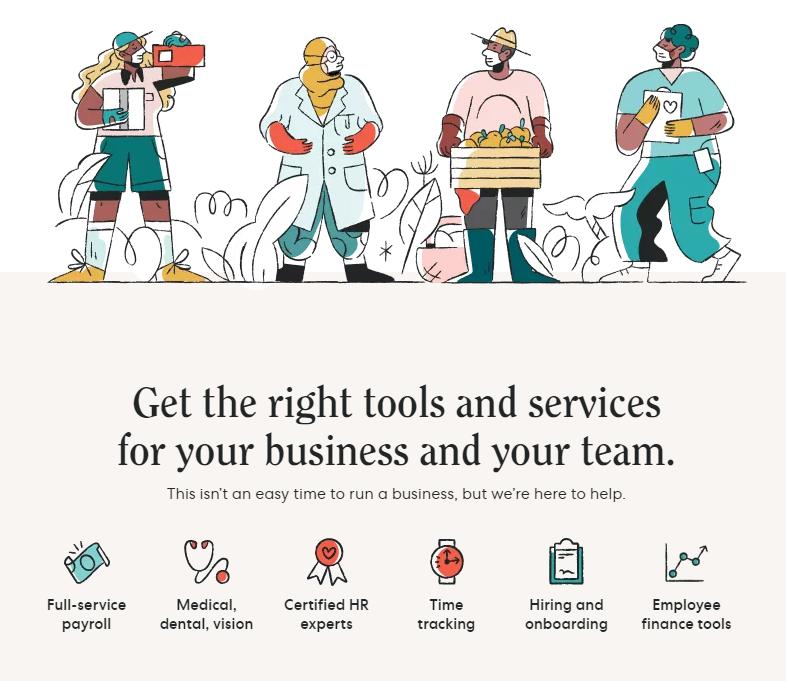 Get the right tools and services
for your business and your team.
This isn't an easy time to run a business, but we're here to help.
Full-service
payroll
Medical,
dental, vision
Certified HR
experts
Time
tracking
Hiring and
onboarding
Employee
finance tools